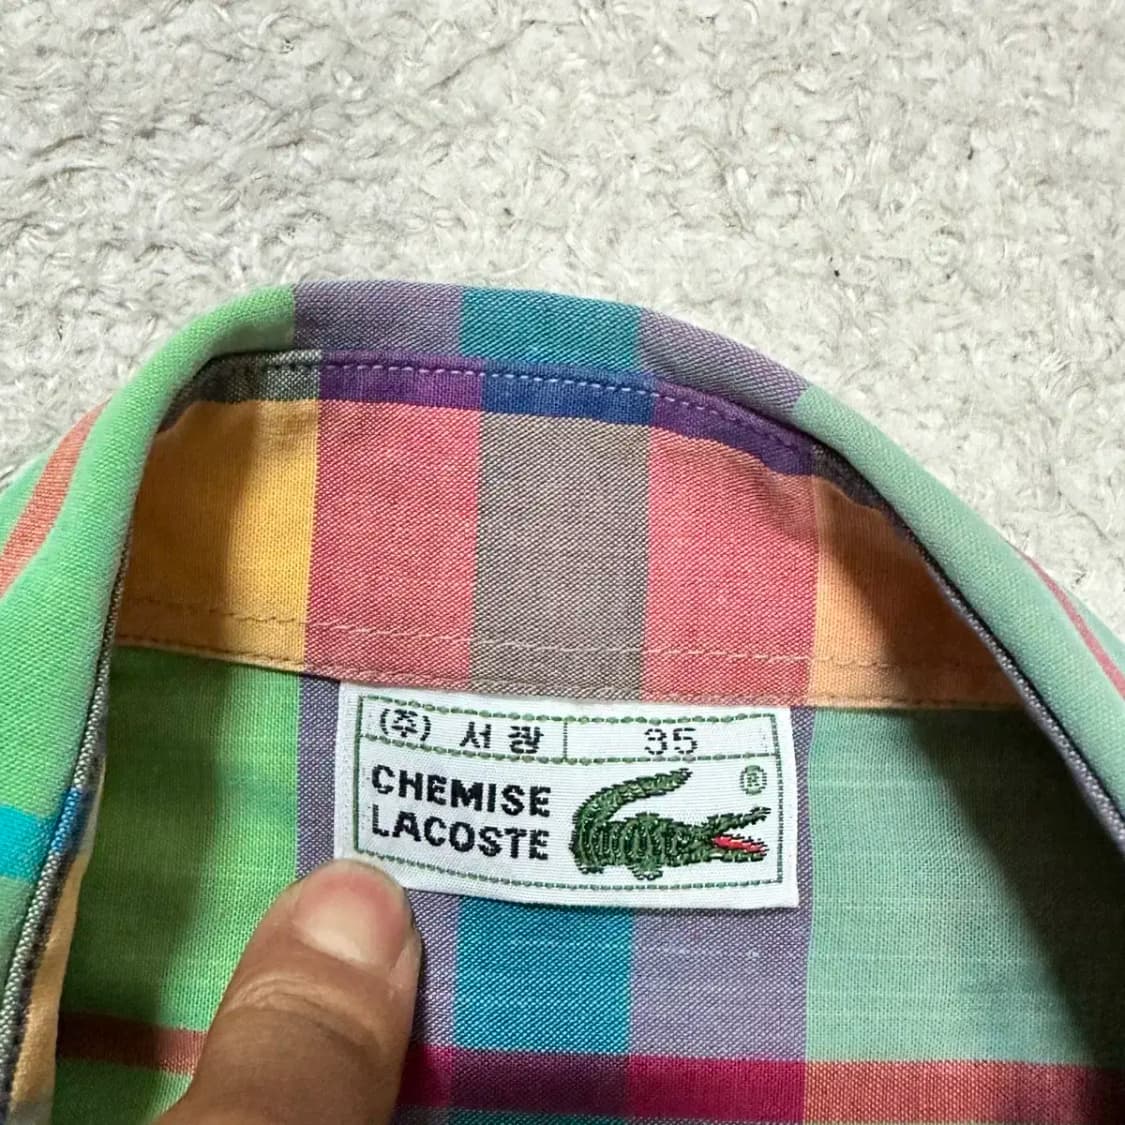 (주) 서광 35
CHEMISE
LACOSTE
®